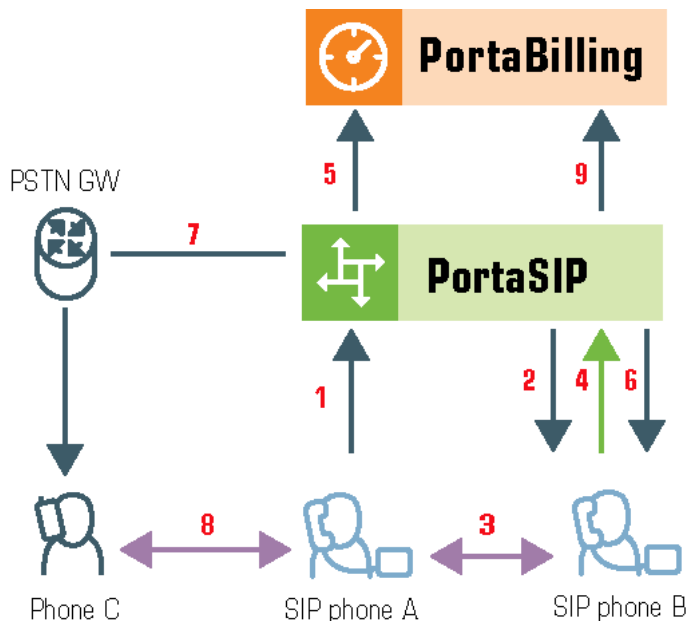 PortaBilling
5
9
PSTN GW
7
PortaSIP
1
2
4
6
8
3
Phone C
SIP phone A
SIP phone B